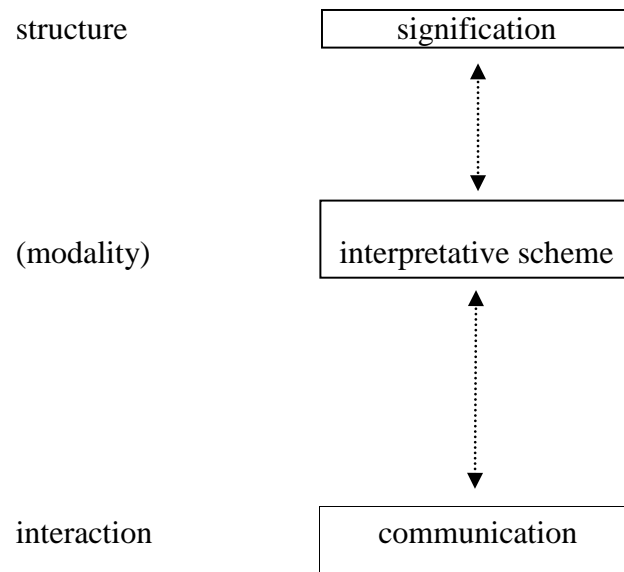 structure signification
(modality) interpretative scheme
interaction communication